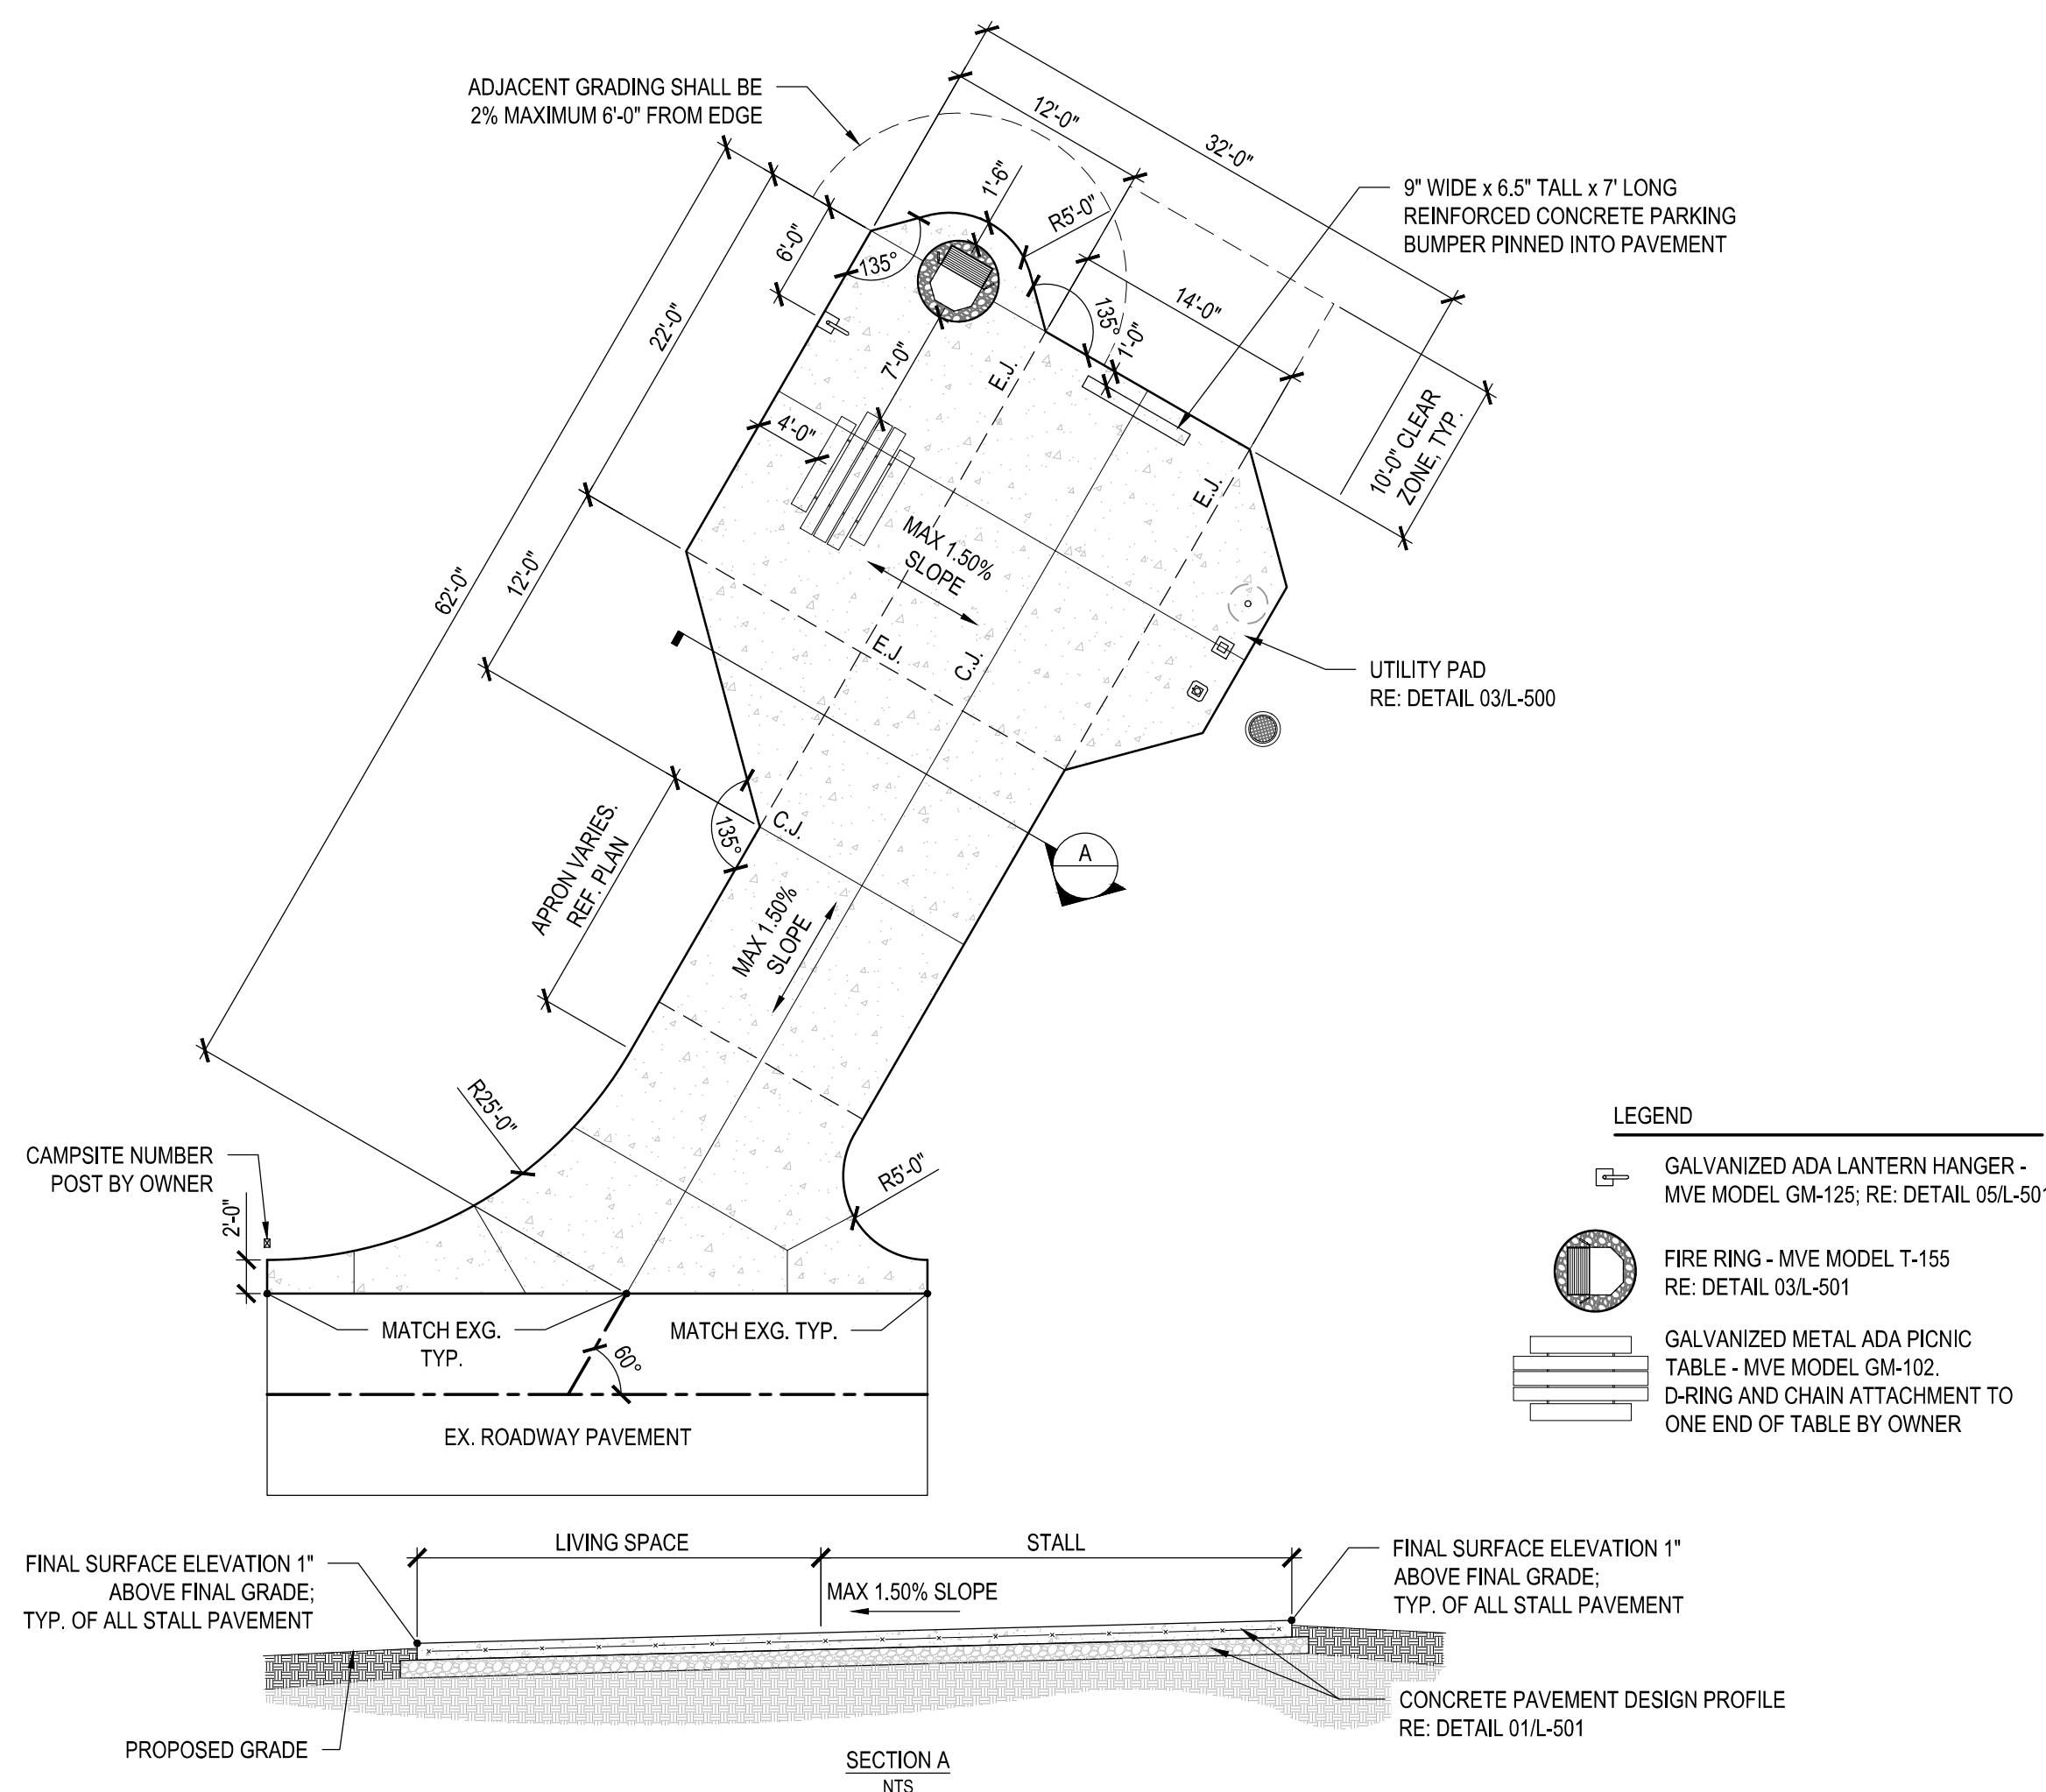 ADJACENT GRADING SHALL BE
2% MAXIMUM 6'-0" FROM EDGE
12'-0"
32'-0"
1'-6"
R5'-0"
9" WIDE x 6.5" TALL x 7' LONG
REINFORCED CONCRETE PARKING
BUMPER PINNED INTO PAVEMENT
6'-0"
135°
22'-0"
14'-0"
135°
1'-0"
7'-0"
E.J.
4'-0"
10'-0" CLEAR
ZONE, TYP.
E.J.
MAX 1.50%
SLOPE
62'-0"
12'-0"
E.J.
C.J.
UTILITY PAD
RE: DETAIL 03/L-500
APRON VARIES.
REF. PLAN
135°
C.J.
A
MAX 1.50%
SLOPE
R25'-0"
CAMPSITE NUMBER
POST BY OWNER
2'-0"
R5'-0"
MATCH EXG.
TYP.
MATCH EXG. TYP.
60°
EX. ROADWAY PAVEMENT
LEGEND
GALVANIZED ADA LANTERN HANGER -
MVE MODEL GM-125; RE: DETAIL 05/L-501
FIRE RING - MVE MODEL T-155
RE: DETAIL 03/L-501
GALVANIZED METAL ADA PICNIC
TABLE - MVE MODEL GM-102.
D-RING AND CHAIN ATTACHMENT TO
ONE END OF TABLE BY OWNER
LIVING SPACE
STALL
FINAL SURFACE ELEVATION 1"
ABOVE FINAL GRADE;
TYP. OF ALL STALL PAVEMENT
MAX 1.50% SLOPE
FINAL SURFACE ELEVATION 1"
ABOVE FINAL GRADE;
TYP. OF ALL STALL PAVEMENT
CONCRETE PAVEMENT DESIGN PROFILE
RE: DETAIL 01/L-501
PROPOSED GRADE
SECTION A
NTS